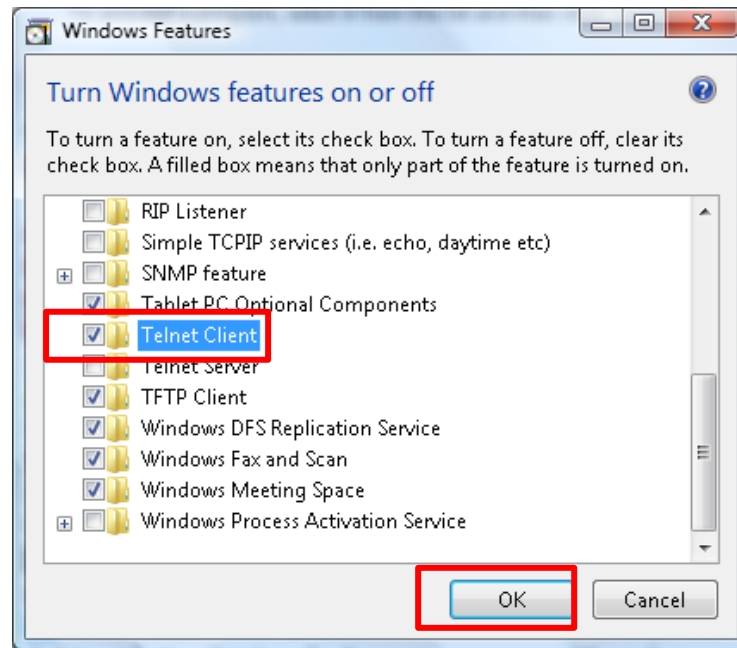 Windows Features
Turn Windows features on or off
To turn a feature on, select its check box. To turn a feature off, clear its
check box. A filled box means that only part of the feature is turned on.
RIP Listener
Simple TCPIP services (i.e. echo, daytime etc)
SNMP feature
Tablet PC Optional Components
Telnet Client
Telnet Server
TFTP Client
Windows DFS Replication Service
Windows Fax and Scan
Windows Meeting Space
Windows Process Activation Service
OK
Cancel